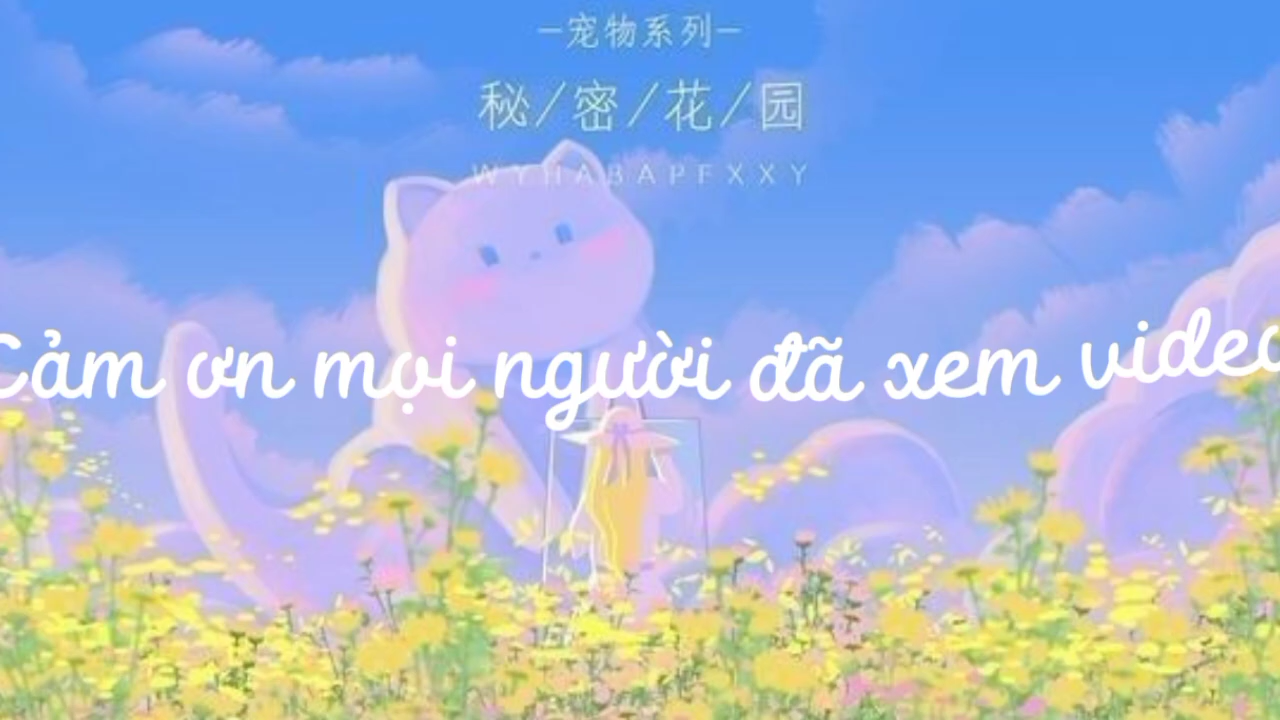 —宠物系列—
秘/密/花/园
WYHABAPFXXY
Cảm ơn mọi người đã xem video